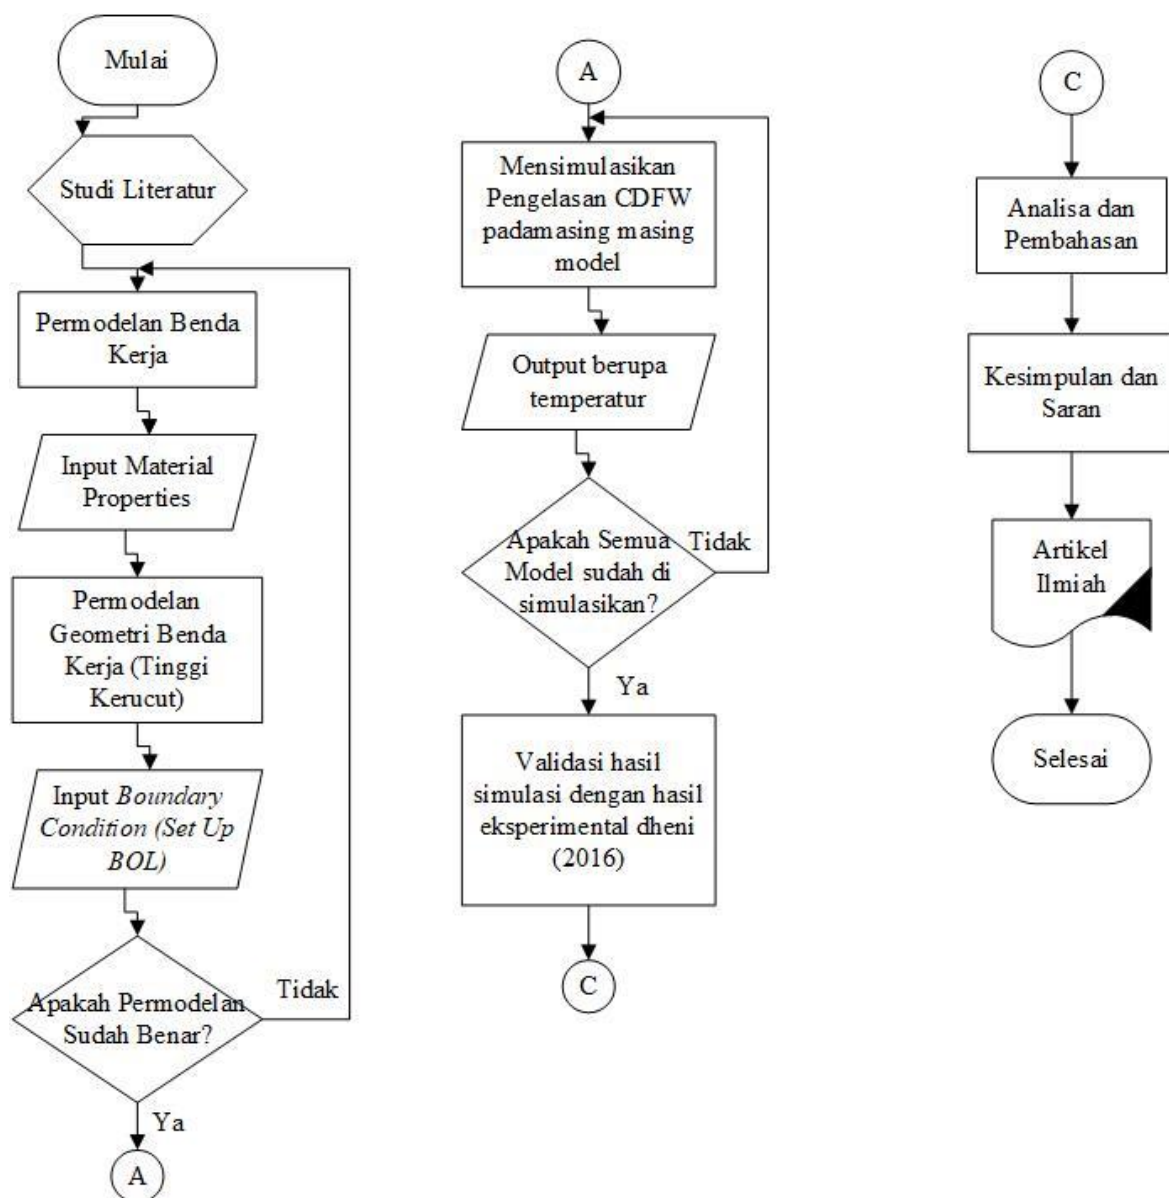 Mulai
Studi Literatur
Permodelan Benda
Kerja
Input Material
Properties
Permodelan
Geometri Benda
Kerja (Tinggi
Kerucut)
Input Boundary
Condition (Set Up
BOL)
Apakah Permodelan
Sudah Benar?
Tidak
Ya
A
A
Mensimulasikan
Pengelasan CDFW
padamasing masing
model
Output berupa
temperatur
Apakah Semua
Model sudah di
simulasikan?
Tidak
Ya
Validasi hasil
simulasi dengan hasil
eksperimental dheni
(2016)
C
C
Analisa dan
Pembahasan
Kesimpulan dan
Saran
Artikel
Ilmiah
Selesai